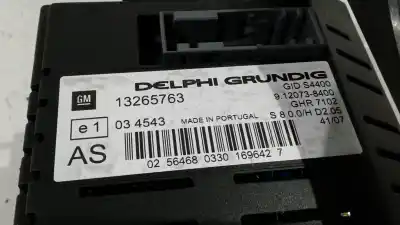 DELPHI GRUNDIG
GM
13265763
GID S4400
9.12073-8400
GHR 7102
e 1
03 4543
MADE IN PORTUGAL
S 8.0.0/H D2.05
41/07
AS
02 56468 0330 169642 7